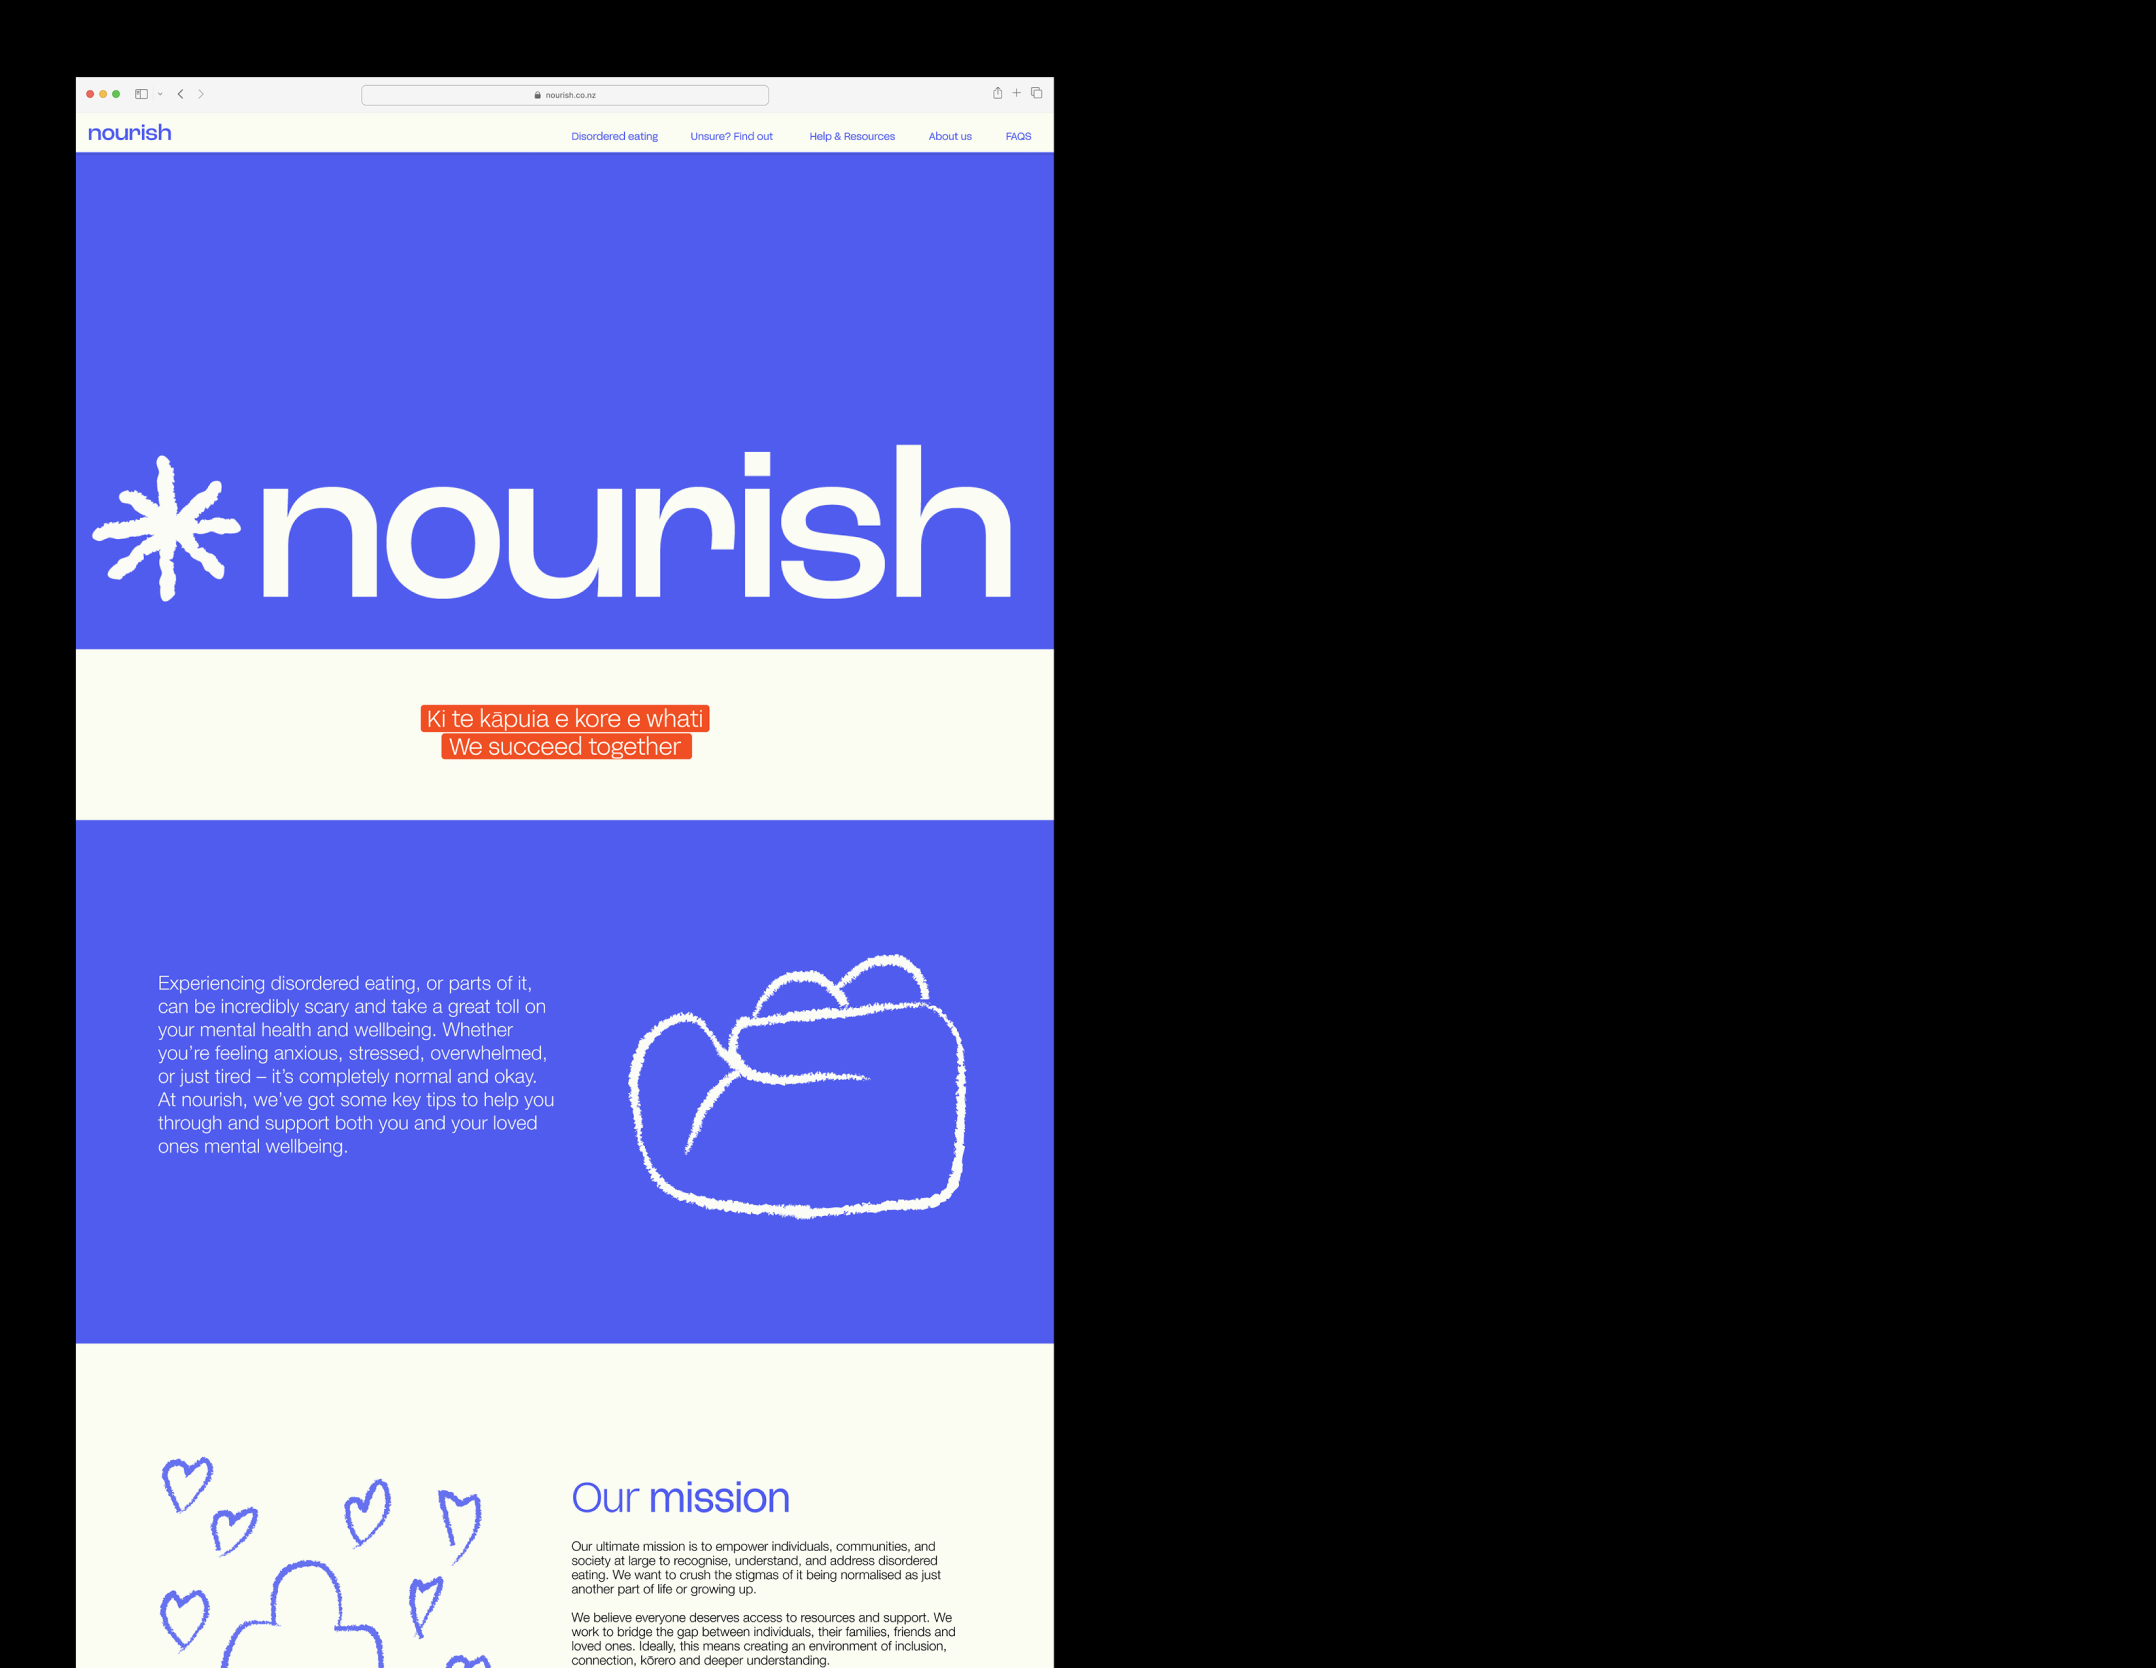 nourish.co.nz
nourish
Disordered eating
Unsure? Find out
Help & Resources
About us
FAQS
nourish
Ki te kāpuia e kore e whati
We succeed together
Experiencing disordered eating, or parts of it,
can be incredibly scary and take a great toll on
your mental health and wellbeing. Whether
you're feeling anxious, stressed, overwhelmed,
or just tired – it's completely normal and okay.
At nourish, we've got some key tips to help you
through and support both you and your loved
ones mental wellbeing.
Our mission
Our ultimate mission is to empower individuals, communities, and
society at large to recognise, understand, and address disordered
eating. We want to crush the stigmas of it being normalised as just
another part of life or growing up.
We believe everyone deserves access to resources and support. We
work to bridge the gap between individuals, their families, friends and
loved ones. Ideally, this means creating an environment of inclusion,
connection, kōrero and deeper understanding.